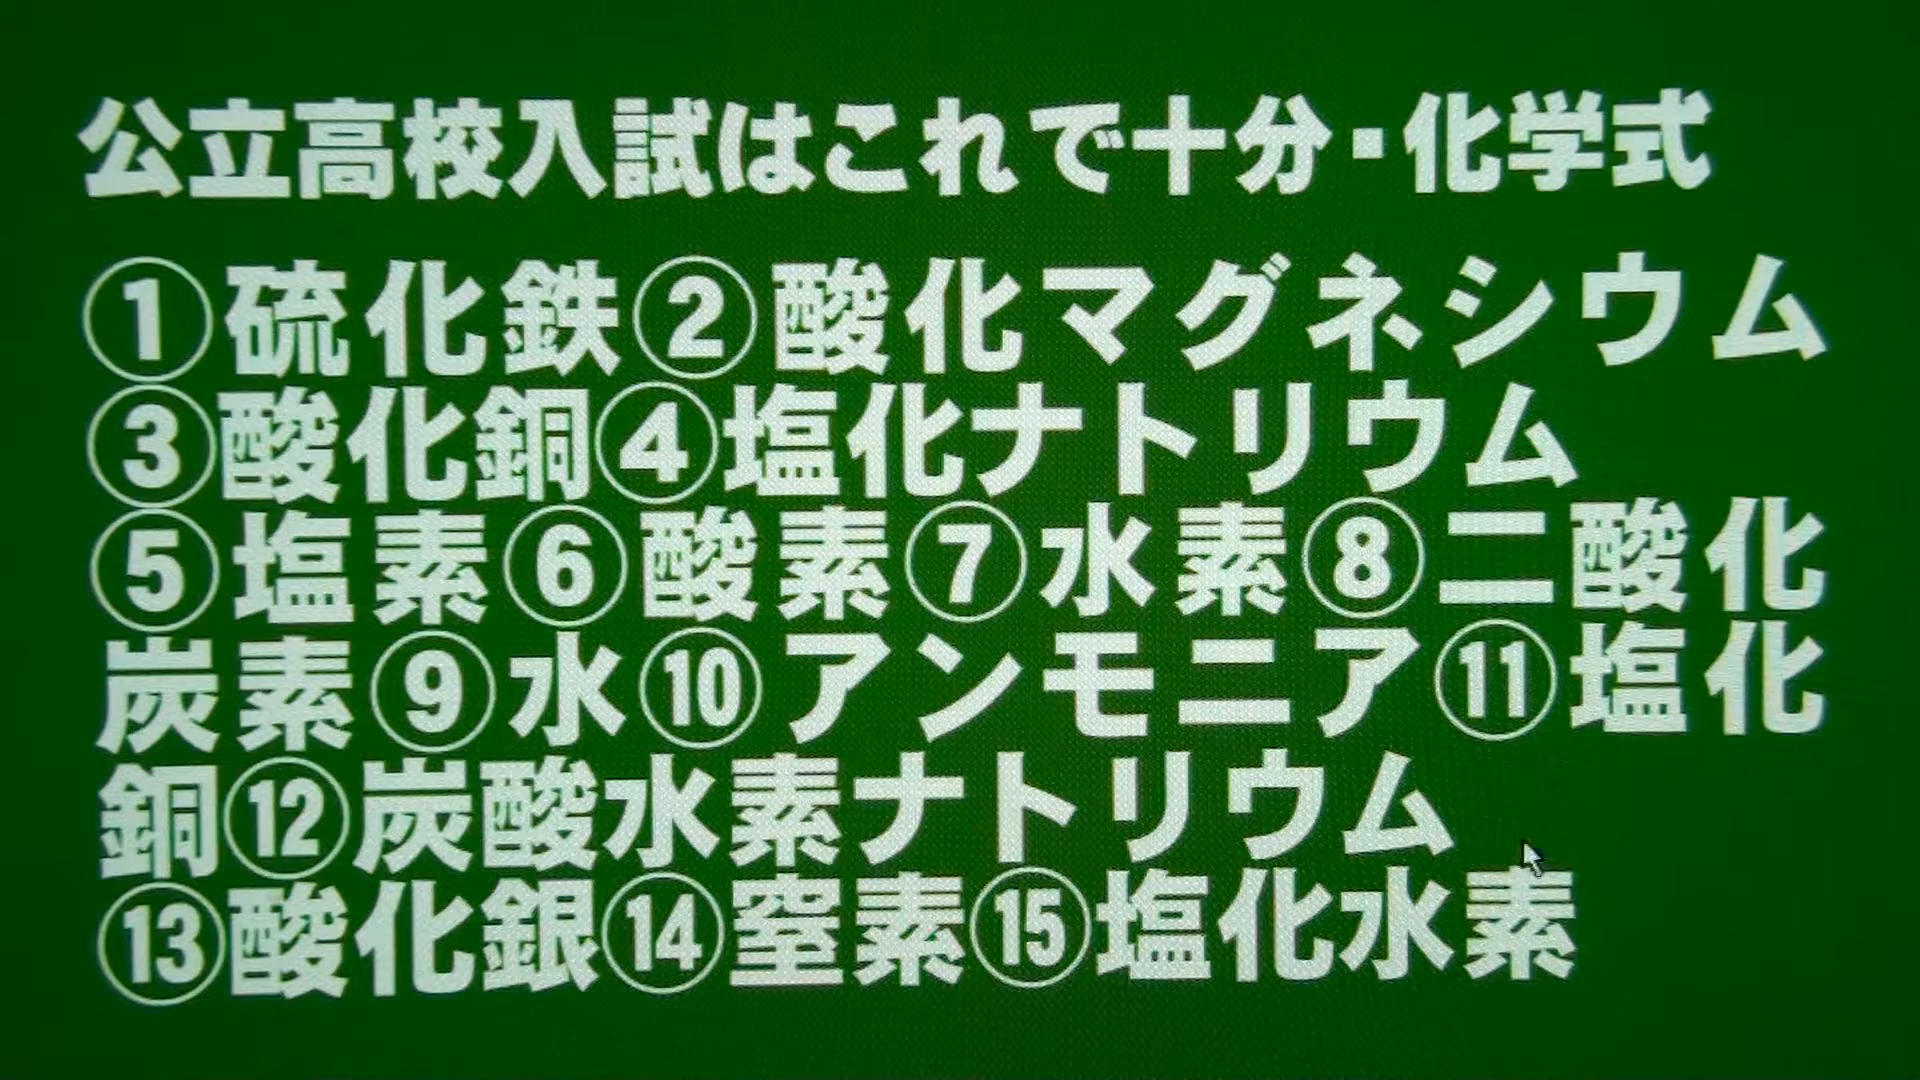 公立高校入試はこれで十分・化学式
①硫化鉄②酸化マグネシウム
③酸化銅④塩化ナトリウム
⑤塩素⑥酸素⑦水素⑧二酸化
炭素⑨水⑩アンモニア⑪塩化
銅⑫炭酸水素ナトリウム
⑬酸化銀⑭窒素⑮塩化水素